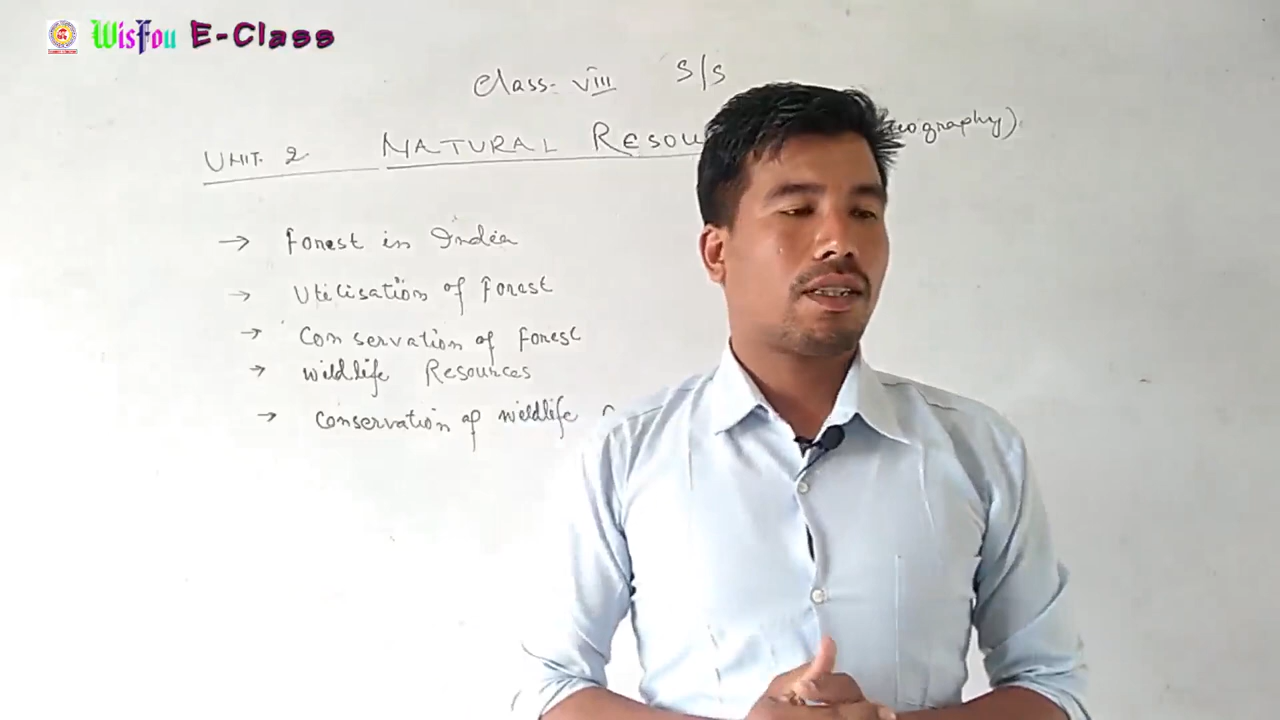 WisFou E-Class
Class- VIII S/S
UNIT. 2 NATURAL RESOU eography)
→ Forest in India
→ Utilisation of Forest
→ Conservation of Forest
→ Wildlife Resources
→ Conservation of wildlife